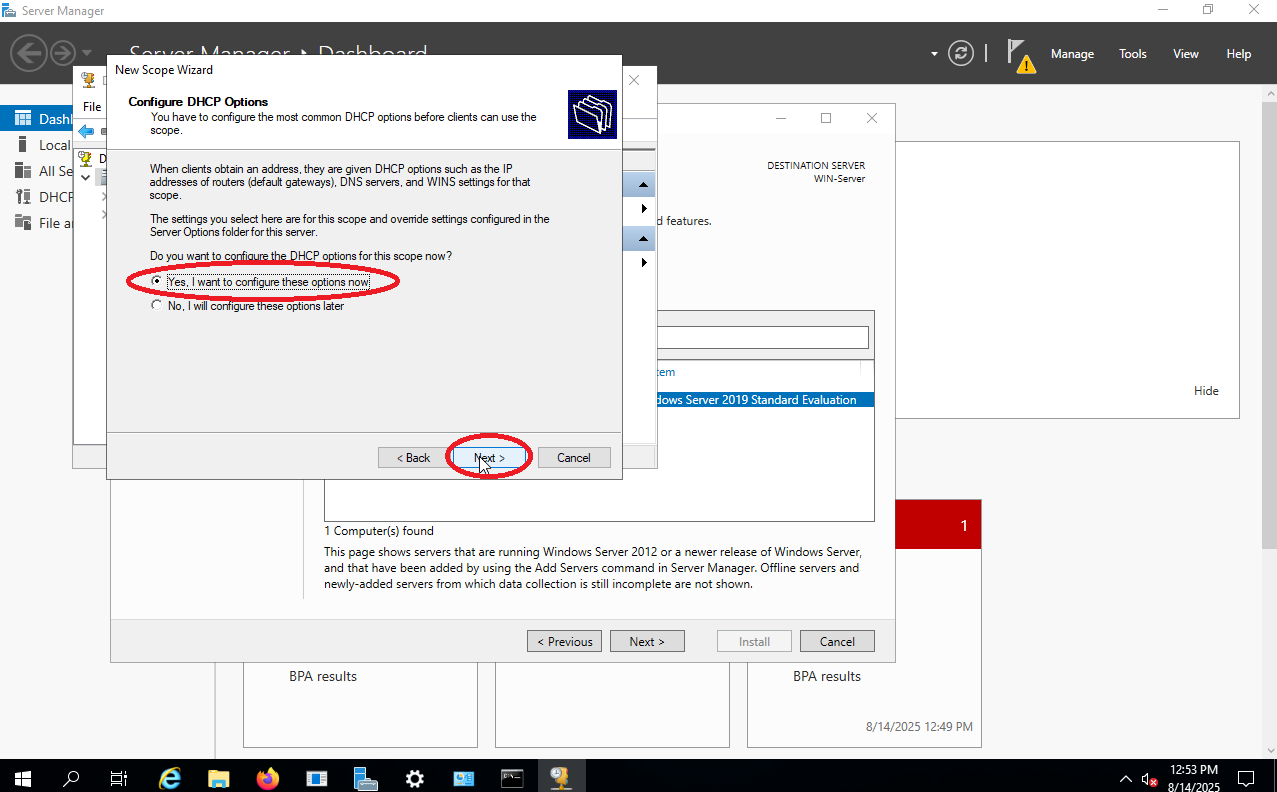 Server Manager
Server Manager • Dashboard
Manage
Tools
View
Help
New Scope Wizard
Configure DHCP Options
You have to configure the most common DHCP options before clients can use the
scope.
When clients obtain an address, they are given DHCP options such as the IP
addresses of routers (default gateways), DNS servers, and WINS settings for that
scope.
The settings you select here are for this scope and override settings configured in the
Server Options folder for this server.
Do you want to configure the DHCP options for this scope now?
Yes, I want to configure these options now
No, I will configure these options later
< Back
Next >
Cancel
File
D
Dashl
Local
All Se
DHCP
File a
DESTINATION SERVER
WIN-Server
d features.
tem
dows Server 2019 Standard Evaluation
Hide
1
1 Computer(s) found
This page shows servers that are running Windows Server 2012 or a newer release of Windows Server,
and that have been added by using the Add Servers command in Server Manager. Offline servers and
newly-added servers from which data collection is still incomplete are not shown.
< Previous
Next >
Install
Cancel
BPA results
BPA results
8/14/2025 12:49 PM
12:53 PM
8/14/2025